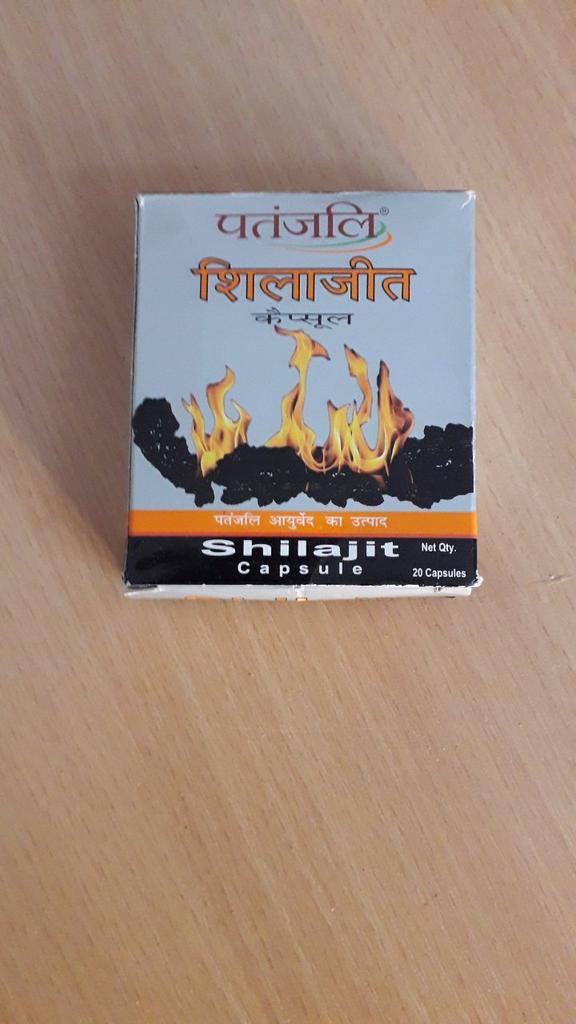 पतंजलि®
शिलाजीत
कैप्सूल
पतंजलि आयुर्वेद का उत्पाद
Shilajit
Capsule
Net Qty.
20 Capsules